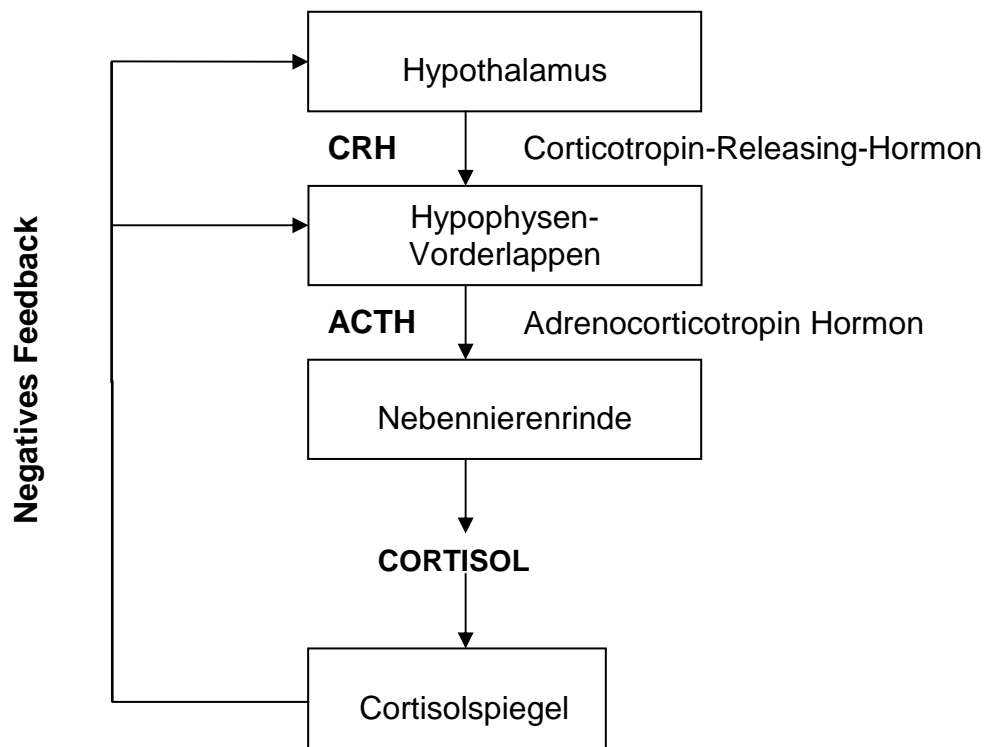 Hypothalamus
CRH
Corticotropin-Releasing-Hormon
Hypophysen-
Vorderlappen
ACTH
Adrenocorticotropin Hormon
Nebennierenrinde
CORTISOL
Cortisolspiegel
Negatives Feedback